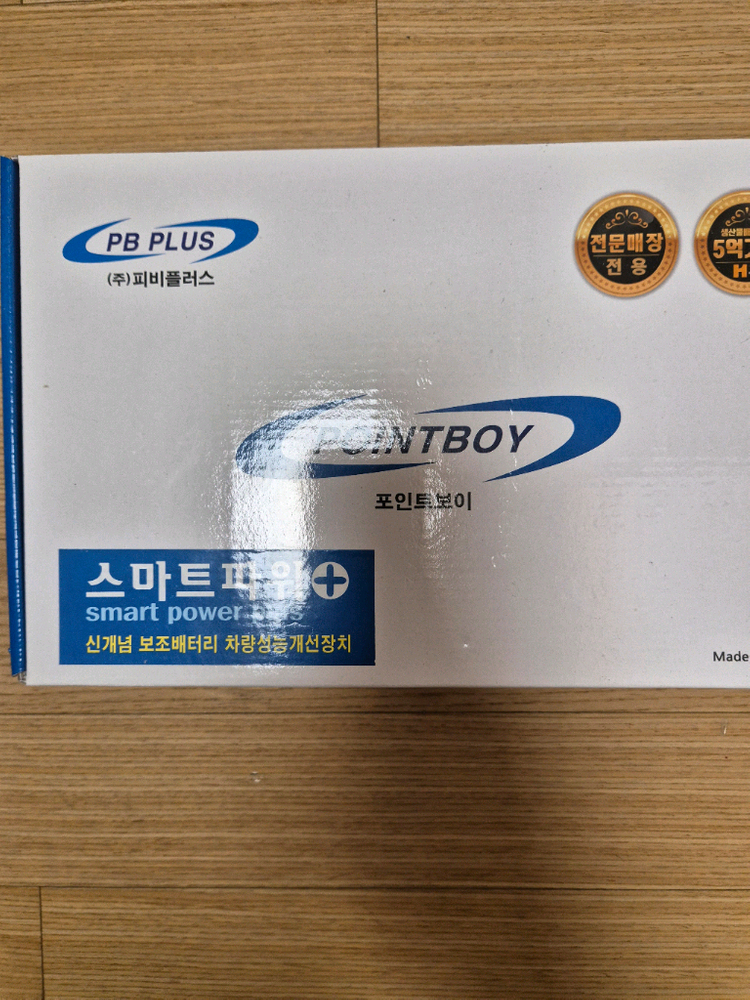 PB PLUS
(주)피비플러스
전문매장
전용
POINTBOY
포인트보이
스마트파워+
smart power
신개념 보조배터리 차량성능개선장치
Made